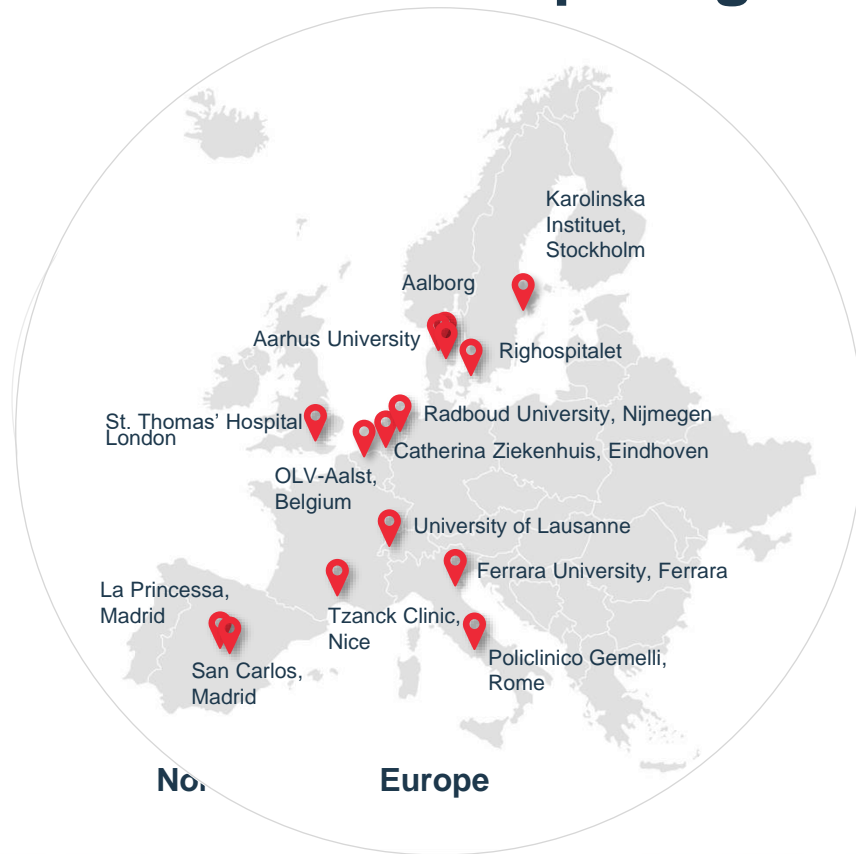 Karolinska
Instituet,
Stockholm
Aalborg
Aarhus University
Righospitalet
St. Thomas' Hospital
London
Radboud University, Nijmegen
Catherina Ziekenhuis, Eindhoven
OLV-Aalst,
Belgium
University of Lausanne
Ferrara University, Ferrara
La Princessa,
Madrid
Tzanck Clinic,
Nice
San Carlos,
Madrid
Policlinico Gemelli,
Rome
Europe